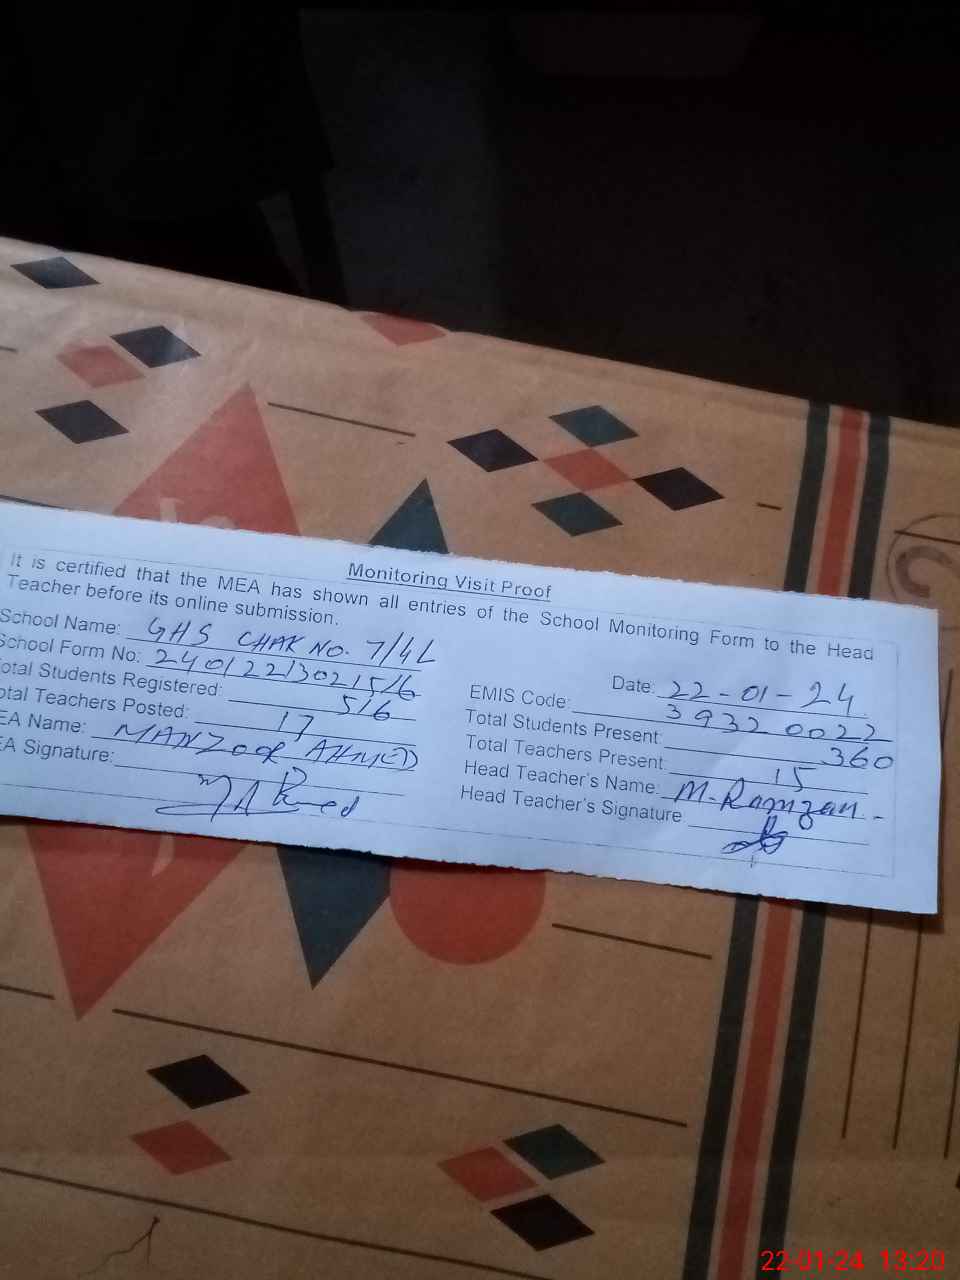 Monitoring Visit Proof
It is certified that the MEA has shown all entries of the School Monitoring Form to the Head
Teacher before its online submission.
School Name: GHS CHAK NO. 7/4L
Date: 22-01-24
School Form No: 24012213021516
EMIS Code: 39320022
Total Students Registered: 516
Total Students Present: 360
otal Teachers Posted: 17
Total Teachers Present: 15
EA Name: MANZOOR AHMED
Head Teacher's Name: M. Ramzan.-
EA Signature:
Head Teacher's Signature
22-01-24 13:20